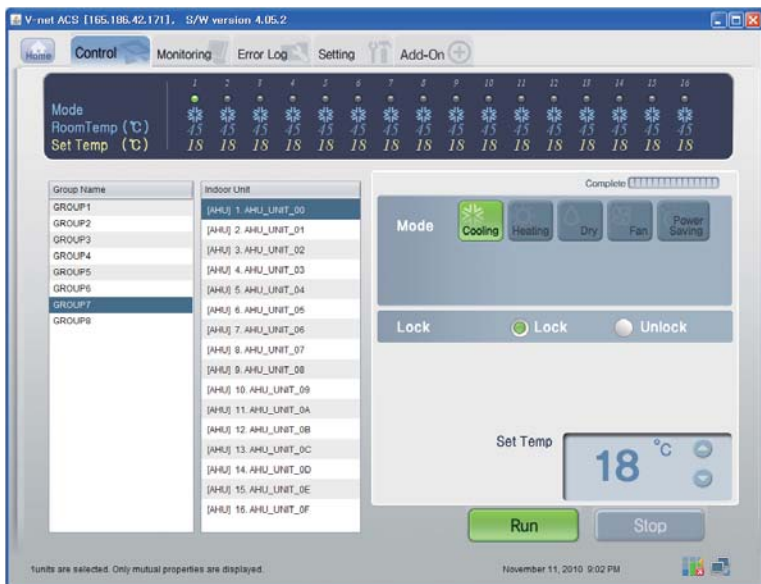 V-net ACS [165.186.42.171],   S/W version 4.05.2
Home Control Monitoring Error Log Setting Add-On
1 2 3 4 5 6 7 8 9 10 11 12 13 14 15 16
Mode
RoomTemp (℃) 45 45 45 45 45 45 45 45 45 45 45 45 45 45 45 45
Set Temp (℃) 18 18 18 18 18 18 18 18 18 18 18 18 18 18 18 18
Group Name
GROUP1
GROUP2
GROUP3
GROUP4
GROUP5
GROUP6
GROUP7
GROUP8
Indoor Unit
[AHU] 1. AHU_UNIT_00
[AHU] 2. AHU_UNIT_01
[AHU] 3. AHU_UNIT_02
[AHU] 4. AHU_UNIT_03
[AHU] 5. AHU_UNIT_04
[AHU] 6. AHU_UNIT_05
[AHU] 7. AHU_UNIT_06
[AHU] 8. AHU_UNIT_07
[AHU] 9. AHU_UNIT_08
[AHU] 10. AHU_UNIT_09
[AHU] 11. AHU_UNIT_0A
[AHU] 12. AHU_UNIT_0B
[AHU] 13. AHU_UNIT_0C
[AHU] 14. AHU_UNIT_0D
[AHU] 15. AHU_UNIT_0E
[AHU] 16. AHU_UNIT_0F
Complete
Mode Cooling Heating Dry Fan Power Saving
Lock Lock Unlock
Set Temp 18 °C
Run Stop
1units are selected. Only mutual properties are displayed.
November 11, 2010 9:02 PM